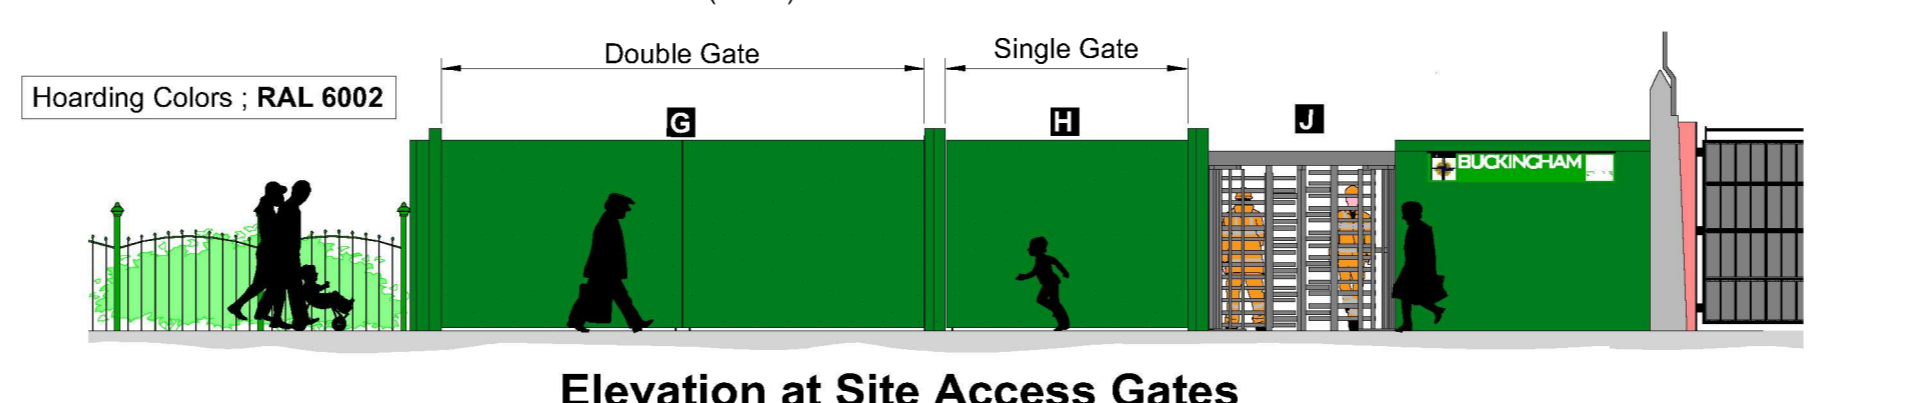 Double Gate
Single Gate
Hoarding Colors ; RAL 6002
G
H
J
BUCKINGHAM
Elevation at Site Access Gates